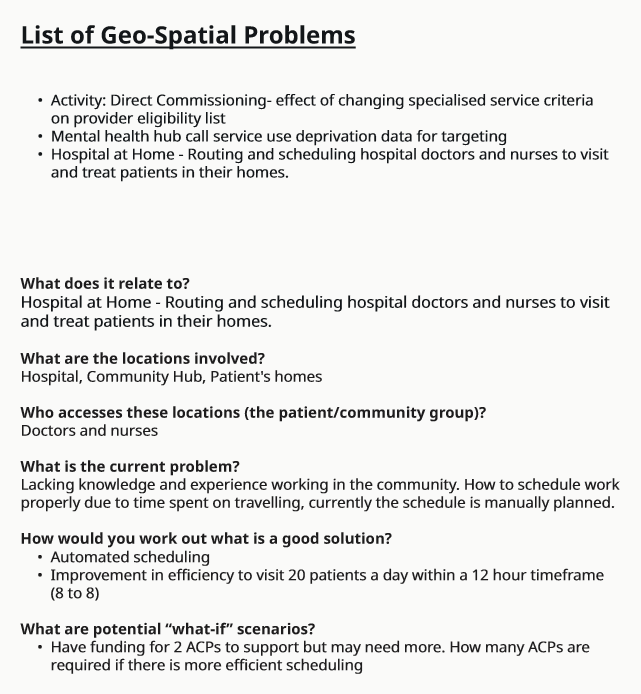 List of Geo-Spatial Problems
• Activity: Direct Commissioning- effect of changing specialised service criteria
on provider eligibility list
• Mental health hub call service use deprivation data for targeting
• Hospital at Home - Routing and scheduling hospital doctors and nurses to visit
and treat patients in their homes.
What does it relate to?
Hospital at Home - Routing and scheduling hospital doctors and nurses to visit
and treat patients in their homes.
What are the locations involved?
Hospital, Community Hub, Patient's homes
Who accesses these locations (the patient/community group)?
Doctors and nurses
What is the current problem?
Lacking knowledge and experience working in the community. How to schedule work
properly due to time spent on travelling, currently the schedule is manually planned.
How would you work out what is a good solution?
• Automated scheduling
• Improvement in efficiency to visit 20 patients a day within a 12 hour timeframe
(8 to 8)
What are potential “what-if” scenarios?
• Have funding for 2 ACPs to support but may need more. How many ACPs are
required if there is more efficient scheduling